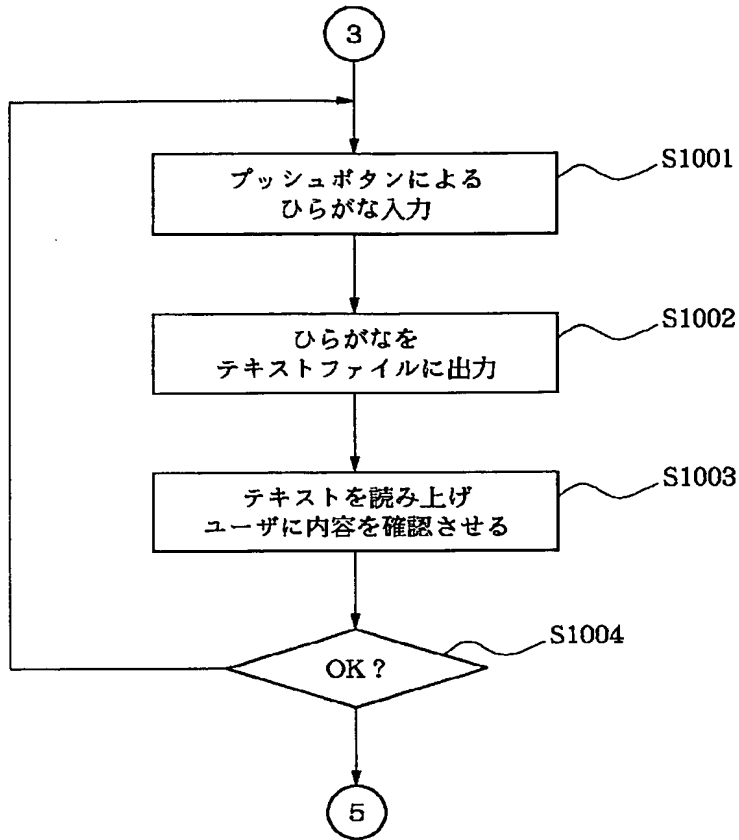 3
プッシュボタンによる
ひらがな入力
S1001
ひらがなを
テキストファイルに出力
S1002
テキストを読み上げ
ユーザに内容を確認させる
S1003
OK?
S1004
5